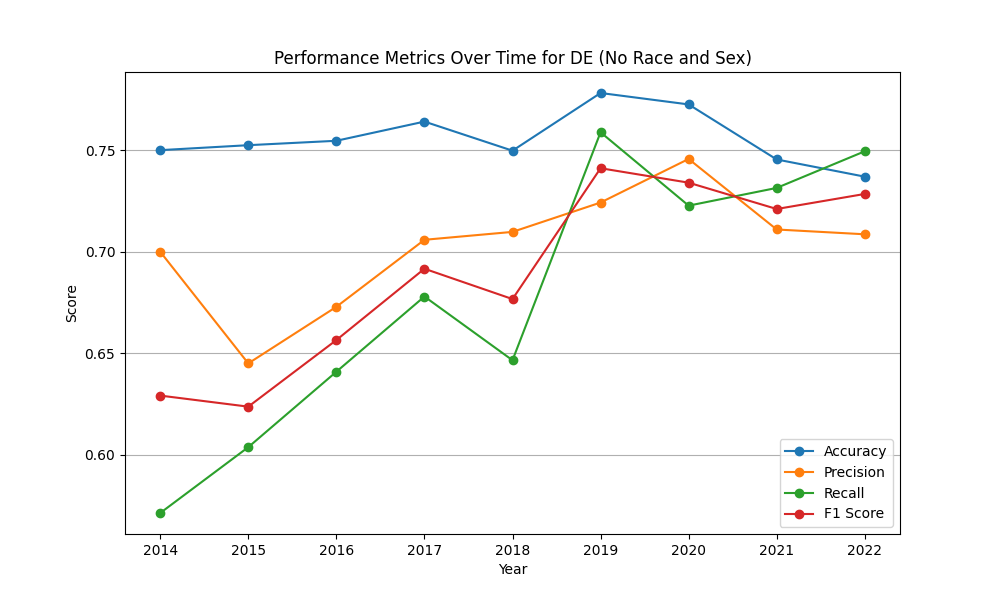 Performance Metrics Over Time for DE (No Race and Sex)
Score
0.75
0.70
0.65
0.60
Accuracy
Precision
Recall
F1 Score
2014 2015 2016 2017 2018 2019 2020 2021 2022
Year